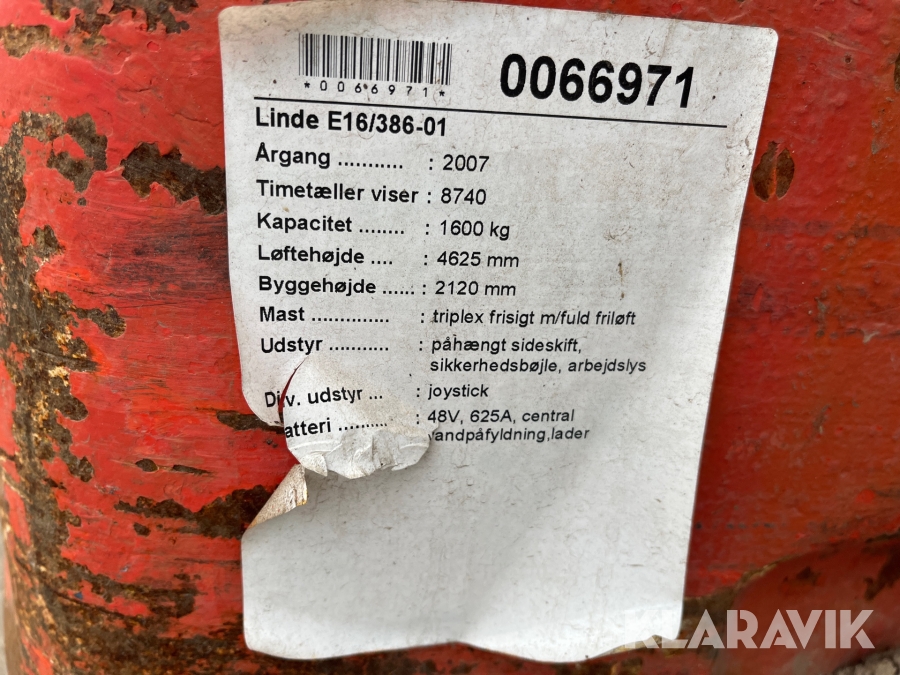 *0066971*
0066971
Linde E16/386-01
Årgang ........... : 2007
Timetæller viser : 8740
Kapacitet ........ : 1600 kg
Løftehøjde .... : 4625 mm
Byggehøjde ...... : 2120 mm
Mast .............. : triplex frisigt m/fuld friløft
Udstyr ........... : påhængt sideskift,
sikkerhedsbøjle, arbejdslys
Div. udstyr ... : joystick
atteri .......... : 48V, 625A, central
vandpåfyldning,lader
KLARAVIK